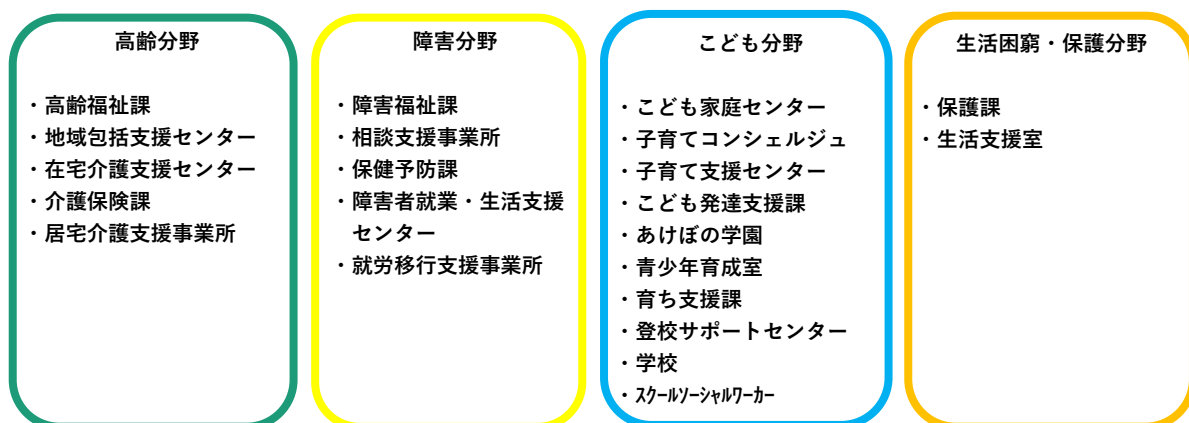 高齢分野
・高齢福祉課
・地域包括支援センター
・在宅介護支援センター
・介護保険課
・居宅介護支援事業所
障害分野
・障害福祉課
・相談支援事業所
・保健予防課
・障害者就業・生活支援
センター
・就労移行支援事業所
こども分野
・こども家庭センター
・子育てコンシェルジュ
・子育て支援センター
・こども発達支援課
・あけぼの学園
・青少年育成室
・育ち支援課
・登校サポートセンター
・学校
・ｽｸｰﾙｿｰｼｬﾙﾜｰｶｰ
生活困窮・保護分野
・保護課
・生活支援室